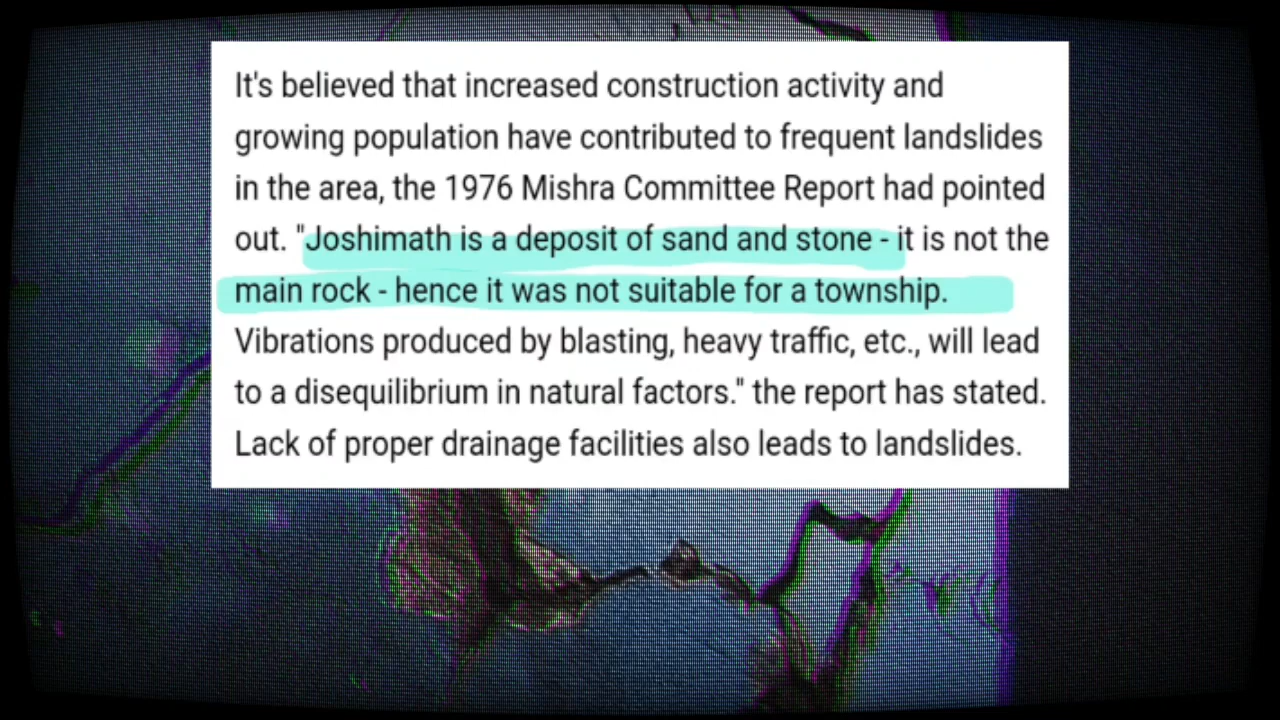 It's believed that increased construction activity and
growing population have contributed to frequent landslides
in the area, the 1976 Mishra Committee Report had pointed
out. "Joshimath is a deposit of sand and stone - it is not the
main rock - hence it was not suitable for a township.
Vibrations produced by blasting, heavy traffic, etc., will lead
to a disequilibrium in natural factors." the report has stated.
Lack of proper drainage facilities also leads to landslides.